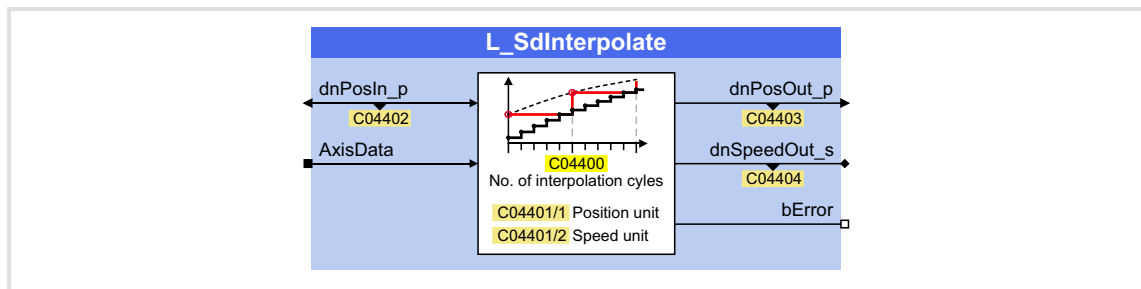 L_SdInterpolate
dnPosIn_p
C04402
AxisData
C04400
No. of interpolation cyles
C04401/1 Position unit
C04401/2 Speed unit
dnPosOut_p
C04403
dnSpeedOut_s
C04404
bError